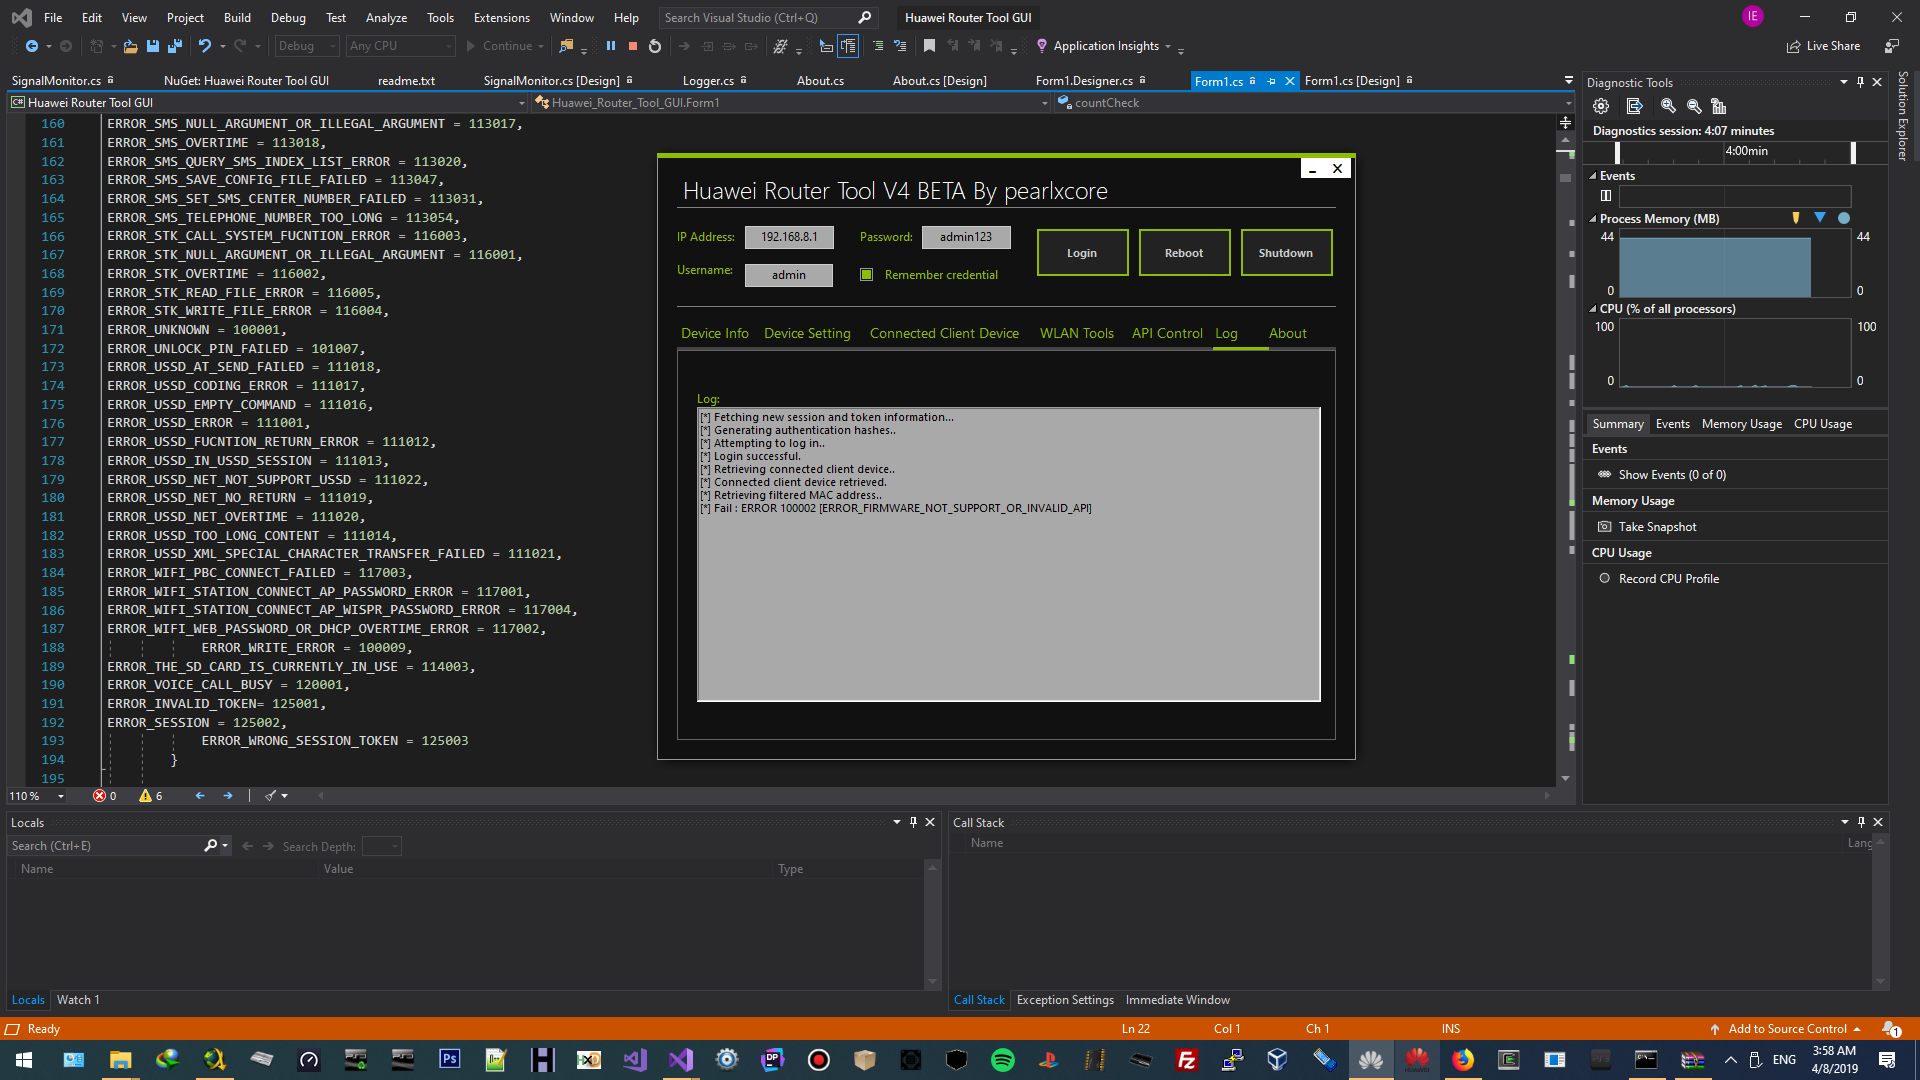 File Edit View Project Build Debug Test Analyze Tools Extensions Window Help Search Visual Studio (Ctrl+Q) Huawei Router Tool GUI IE
Debug Any CPU Continue Application Insights Live Share
SignalMonitor.cs NuGet: Huawei Router Tool GUI readme.txt SignalMonitor.cs [Design] Logger.cs About.cs About.cs [Design] Form1.Designer.cs Form1.cs Form1.cs [Design]
C# Huawei Router Tool GUI Huawei_Router_Tool_GUI.Form1 countCheck
160 ERROR_SMS_NULL_ARGUMENT_OR_ILLEGAL_ARGUMENT = 113017,
161 ERROR_SMS_OVERTIME = 113018,
162 ERROR_SMS_QUERY_SMS_INDEX_LIST_ERROR = 113020,
163 ERROR_SMS_SAVE_CONFIG_FILE_FAILED = 113047,
164 ERROR_SMS_SET_SMS_CENTER_NUMBER_FAILED = 113031,
165 ERROR_SMS_TELEPHONE_NUMBER_TOO_LONG = 113054,
166 ERROR_STK_CALL_SYSTEM_FUCNTION_ERROR = 116003,
167 ERROR_STK_NULL_ARGUMENT_OR_ILLEGAL_ARGUMENT = 116001,
168 ERROR_STK_OVERTIME = 116002,
169 ERROR_STK_READ_FILE_ERROR = 116005,
170 ERROR_STK_WRITE_FILE_ERROR = 116004,
171 ERROR_UNKNOWN = 100001,
172 ERROR_UNLOCK_PIN_FAILED = 101007,
173 ERROR_USSD_AT_SEND_FAILED = 111018,
174 ERROR_USSD_CODING_ERROR = 111017,
175 ERROR_USSD_EMPTY_COMMAND = 111016,
176 ERROR_USSD_ERROR = 111001,
177 ERROR_USSD_FUCNTION_RETURN_ERROR = 111012,
178 ERROR_USSD_IN_USSD_SESSION = 111013,
179 ERROR_USSD_NET_NOT_SUPPORT_USSD = 111022,
180 ERROR_USSD_NET_NO_RETURN = 111019,
181 ERROR_USSD_NET_OVERTIME = 111020,
182 ERROR_USSD_TOO_LONG_CONTENT = 111014,
183 ERROR_USSD_XML_SPECIAL_CHARACTER_TRANSFER_FAILED = 111021,
184 ERROR_WIFI_PBC_CONNECT_FAILED = 117003,
185 ERROR_WIFI_STATION_CONNECT_AP_PASSWORD_ERROR = 117001,
186 ERROR_WIFI_STATION_CONNECT_AP_WISPR_PASSWORD_ERROR = 117004,
187 ERROR_WIFI_WEB_PASSWORD_OR_DHCP_OVERTIME_ERROR = 117002,
188 ERROR_WRITE_ERROR = 100009,
189 ERROR_THE_SD_CARD_IS_CURRENTLY_IN_USE = 114003,
190 ERROR_VOICE_CALL_BUSY = 120001,
191 ERROR_INVALID_TOKEN= 125001,
192 ERROR_SESSION = 125002,
193 ERROR_WRONG_SESSION_TOKEN = 125003
194 }
195
110 % 0 6
Huawei Router Tool V4 BETA By pearlxcore
IP Address: 192.168.8.1 Password: admin123 Login Reboot Shutdown
Username: admin Remember credential
Device Info Device Setting Connected Client Device WLAN Tools API Control Log About
Log:
[*] Fetching new session and token information...
[*] Generating authentication hashes..
[*] Attempting to log in..
[*] Login successful.
[*] Retrieving connected client device..
[*] Connected client device retrieved.
[*] Retrieving filtered MAC address..
[*] Fail : ERROR 100002 [ERROR_FIRMWARE_NOT_SUPPORT_OR_INVALID_API]
Diagnostic Tools
Diagnostics session: 4:07 minutes
4:00min
Events
Process Memory (MB)
44 44
0 0
CPU (% of all processors)
100 100
0 0
Summary Events Memory Usage CPU Usage
Events
Show Events (0 of 0)
Memory Usage
Take Snapshot
CPU Usage
Record CPU Profile
Solution Explorer
Locals
Search (Ctrl+E) Search Depth:
Name Value Type
Locals Watch 1
Call Stack
Name Lang
Call Stack Exception Settings Immediate Window
Ready Ln 22 Col 1 Ch 1 INS Add to Source Control 1
Ps DP FZ HUAWEI ENG 3:58 AM
4/8/2019